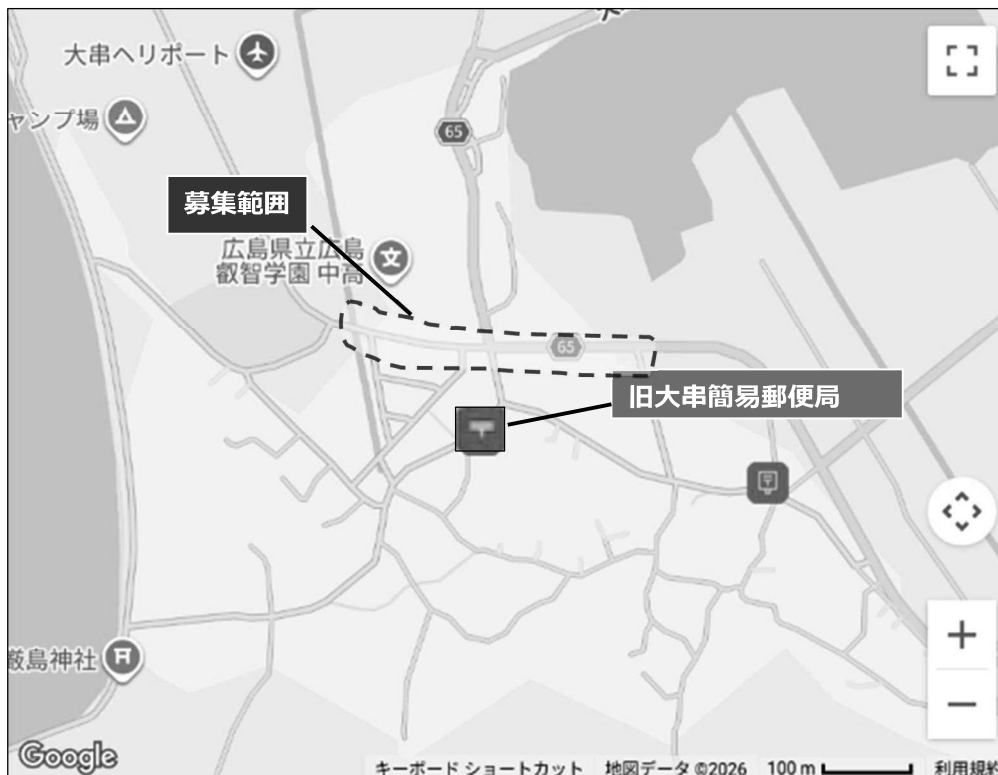 大串ヘリポート
ャンプ場
65
募集範囲
広島県立広島
叡智学園 中高
文
65
旧大串簡易郵便局
厳島神社
Google
キーボード ショートカット
地図データ ©2026
100 m
利用規約